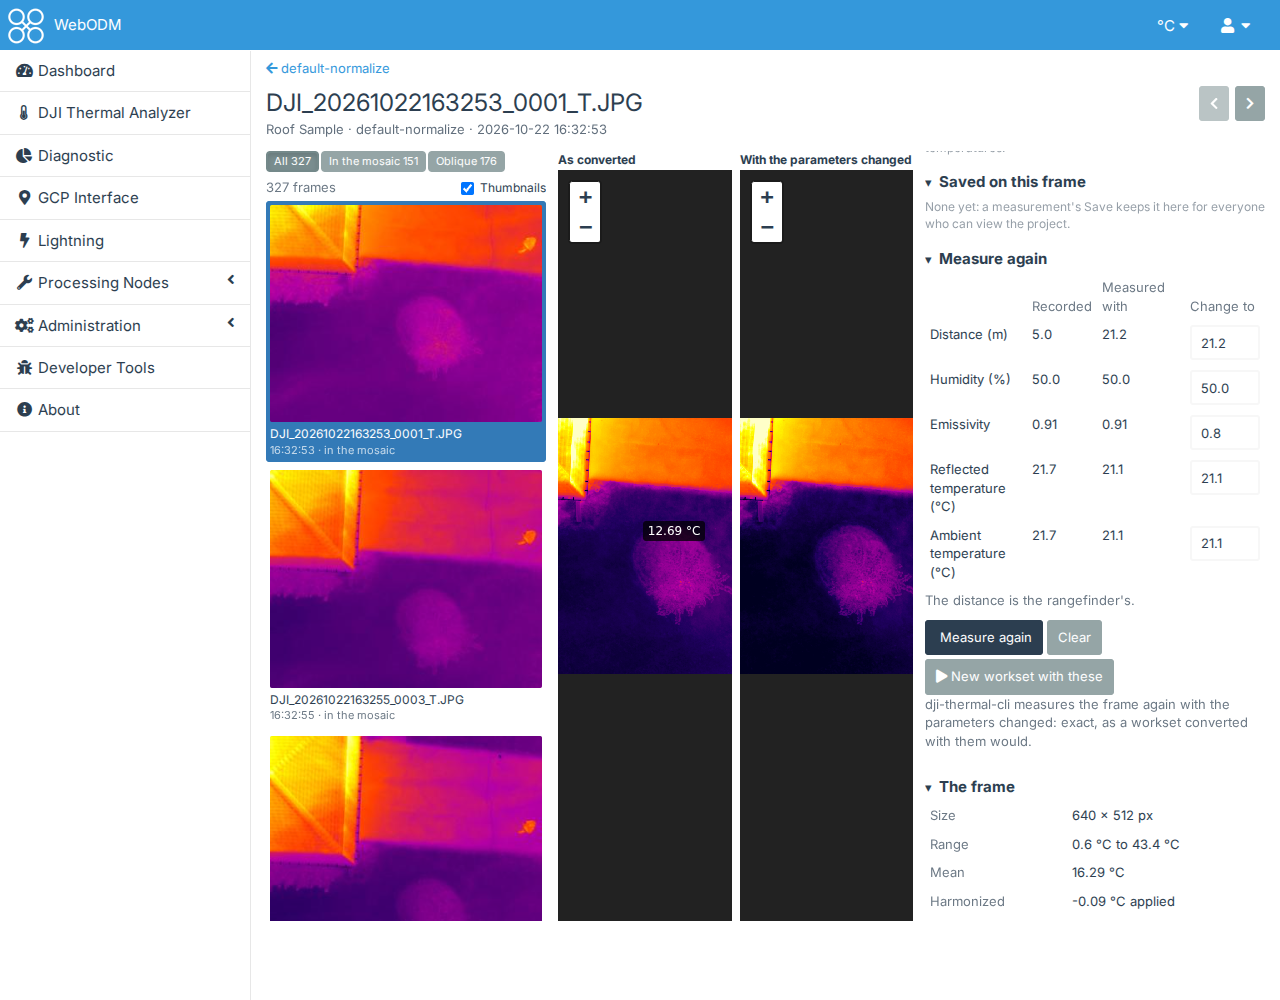 WebODM
°C
Dashboard
DJI Thermal Analyzer
Diagnostic
GCP Interface
Lightning
Processing Nodes
Administration
Developer Tools
About
default-normalize
DJI_20261022163253_0001_T.JPG
Roof Sample · default-normalize · 2026-10-22 16:32:53
All 327
In the mosaic 151
Oblique 176
327 frames
Thumbnails
DJI_20261022163253_0001_T.JPG
16:32:53 · in the mosaic
DJI_20261022163255_0003_T.JPG
16:32:55 · in the mosaic
As converted
+
−
12.69 °C
With the parameters changed
+
−
temperatures.
Saved on this frame
None yet: a measurement's Save keeps it here for everyone
who can view the project.
Measure again
Recorded Measured with Change to
Distance (m) 5.0 21.2 21.2
Humidity (%) 50.0 50.0 50.0
Emissivity 0.91 0.91 0.8
Reflected temperature (°C) 21.7 21.1 21.1
Ambient temperature (°C) 21.7 21.1 21.1
The distance is the rangefinder's.
Measure again
Clear
New workset with these
dji-thermal-cli measures the frame again with the
parameters changed: exact, as a workset converted
with them would.
The frame
Size 640 × 512 px
Range 0.6 °C to 43.4 °C
Mean 16.29 °C
Harmonized -0.09 °C applied